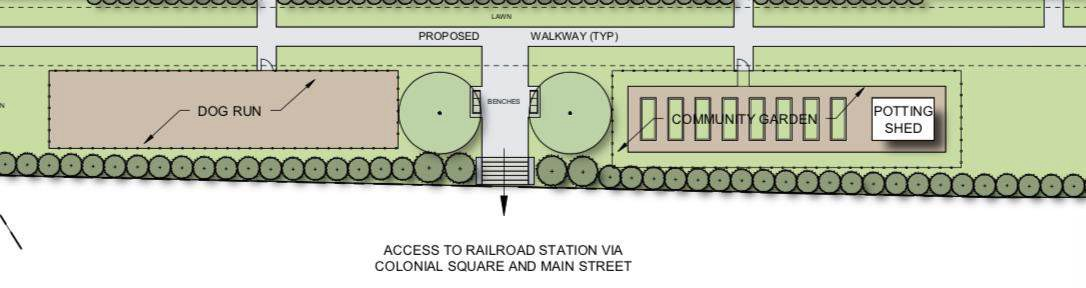 LAWN
PROPOSED WALKWAY (TYP)
BENCHES
N
DOG RUN
COMMUNITY GARDEN
POTTING
SHED
ACCESS TO RAILROAD STATION VIA
COLONIAL SQUARE AND MAIN STREET